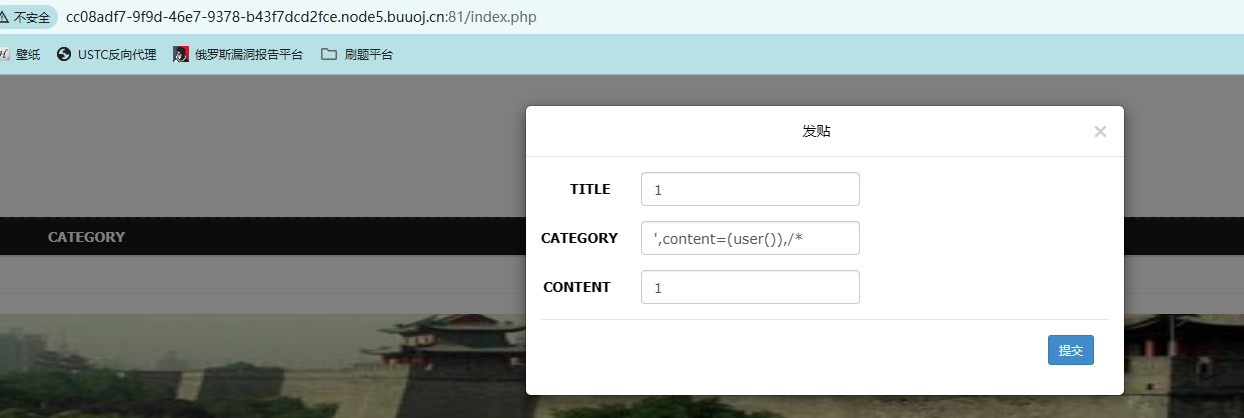 不安全 cc08adf7-9f9d-46e7-9378-b43f7dcd2fce.node5.buuoj.cn:81/index.php
壁纸 USTC反向代理 俄罗斯漏洞报告平台 刷题平台
发贴 ×
TITLE 1
CATEGORY
CATEGORY ',content=(user()),/*
CONTENT 1
提交